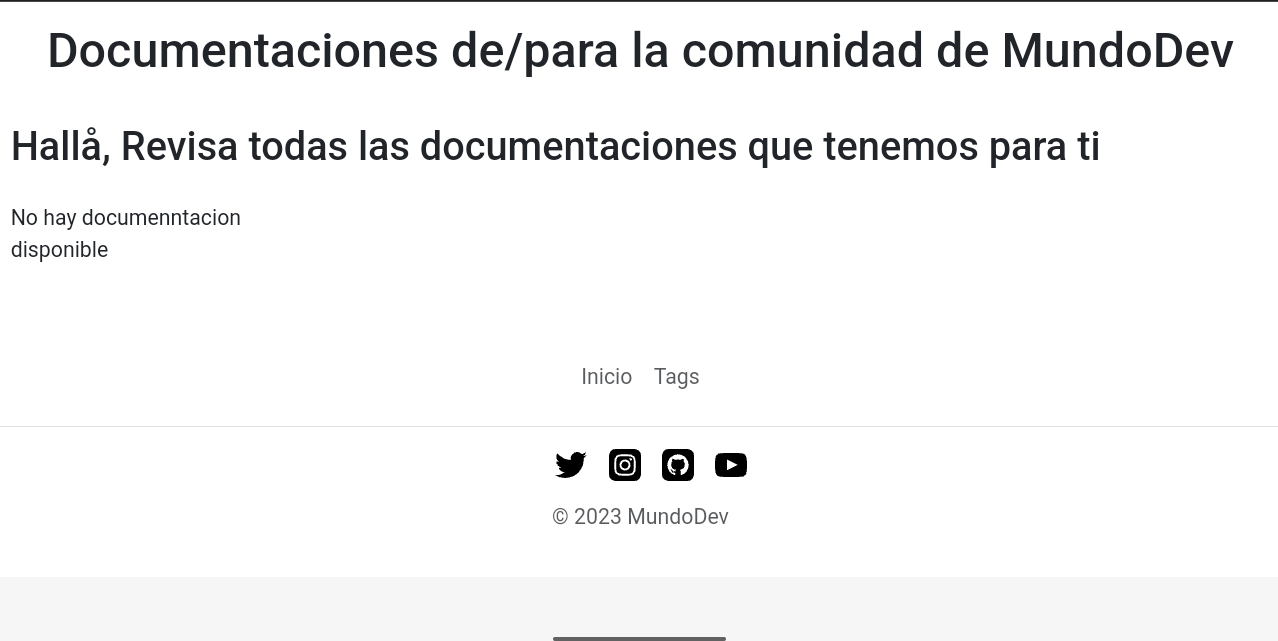 Documentaciones de/para la comunidad de MundoDev
Hallå, Revisa todas las documentaciones que tenemos para ti
No hay documenntacion
disponible
Inicio Tags
© 2023 MundoDev